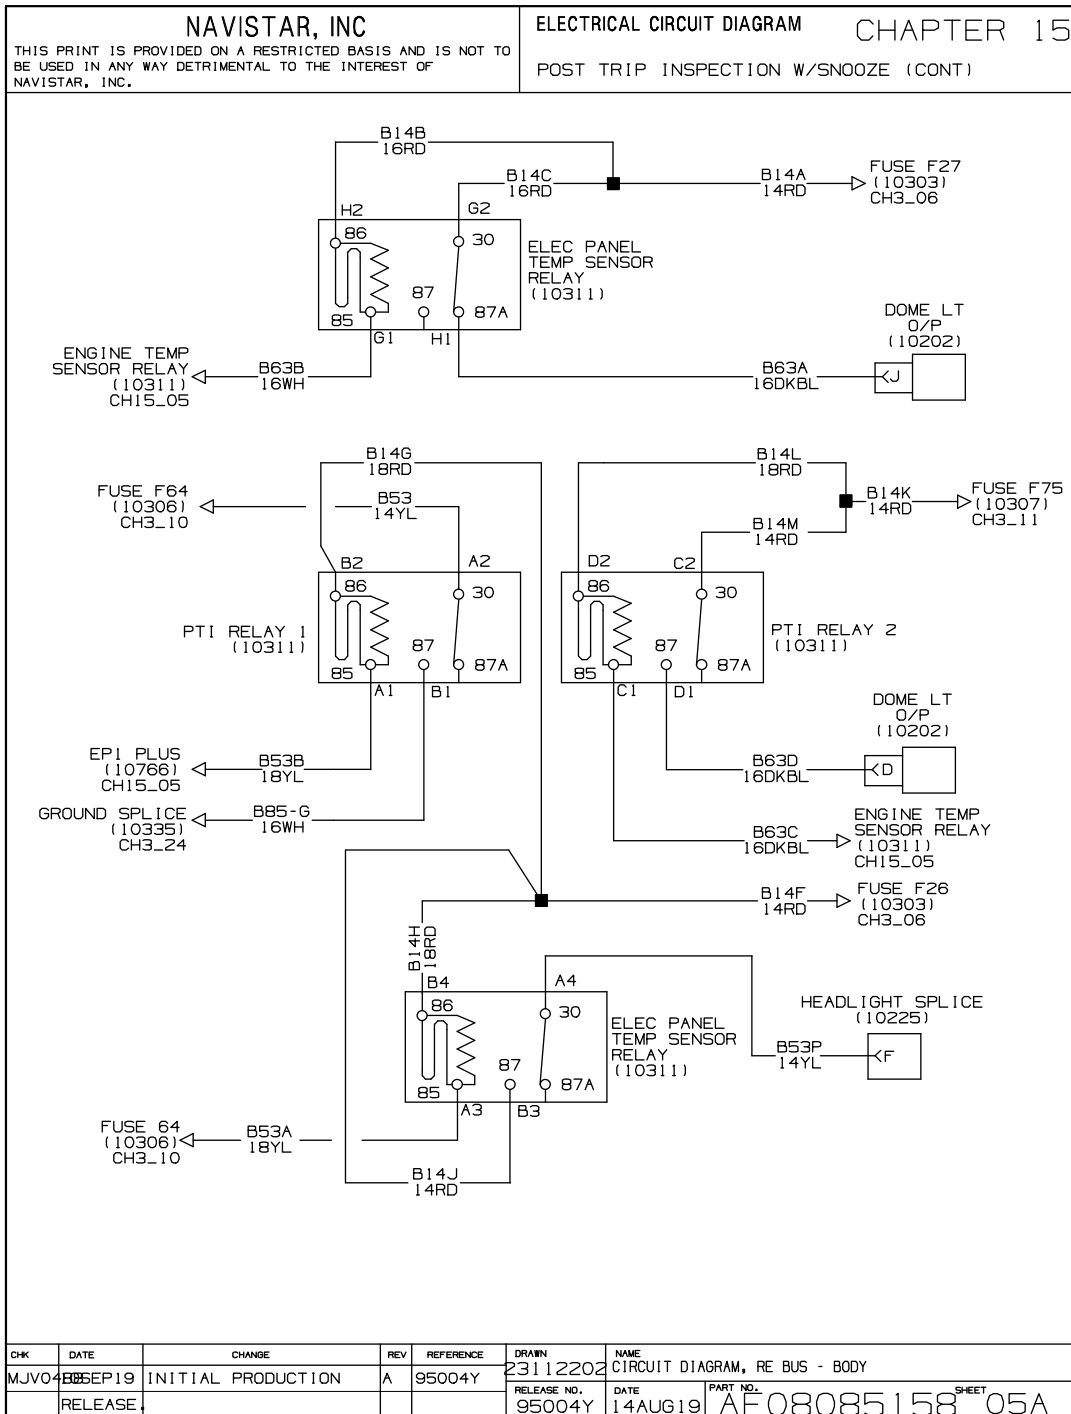 NAVISTAR, INC
THIS PRINT IS PROVIDED ON A RESTRICTED BASIS AND IS NOT TO
BE USED IN ANY WAY DETRIMENTAL TO THE INTEREST OF
NAVISTAR, INC.
ELECTRICAL CIRCUIT DIAGRAM
CHAPTER 15
POST TRIP INSPECTION W/SNOOZE (CONT)
B14B
16RD
B14C
16RD
B14A
14RD
FUSE F27
(10303)
CH3_06
H2
G2
86
30
87
85
87A
G1
H1
ELEC PANEL
TEMP SENSOR
RELAY
(10311)
DOME LT
O/P
(10202)
J
ENGINE TEMP
SENSOR RELAY
(10311)
CH15_05
B63B
16WH
B63A
16DKBL
B14G
18RD
FUSE F64
(10306)
CH3_10
B53
14YL
B14L
18RD
B14K
14RD
FUSE F75
(10307)
CH3_11
B14M
14RD
B2
A2
86
30
87
85
87A
A1
B1
PTI RELAY 1
(10311)
D2
C2
86
30
87
85
87A
C1
D1
PTI RELAY 2
(10311)
DOME LT
O/P
(10202)
D
EPI PLUS
(10766)
CH15_05
B53B
18YL
B63D
16DKBL
GROUND SPLICE
(10335)
CH3_24
B85-G
16WH
B63C
16DKBL
ENGINE TEMP
SENSOR RELAY
(10311)
CH15_05
B14F
14RD
FUSE F26
(10303)
CH3_06
B14H
18RD
B4
A4
86
30
87
85
87A
A3
B3
ELEC PANEL
TEMP SENSOR
RELAY
(10311)
HEADLIGHT SPLICE
(10225)
B53P
14YL
F
FUSE 64
(10306)
CH3_10
B53A
18YL
B14J
14RD
CHK DATE CHANGE REV REFERENCE
MJV04 SEP19 INITIAL PRODUCTION A 95004Y
RELEASE.
DRAWN
23112202
NAME
CIRCUIT DIAGRAM, RE BUS - BODY
RELEASE NO.
95004Y
DATE
14AUG19
PART NO.
AF08085158
SHEET
05A